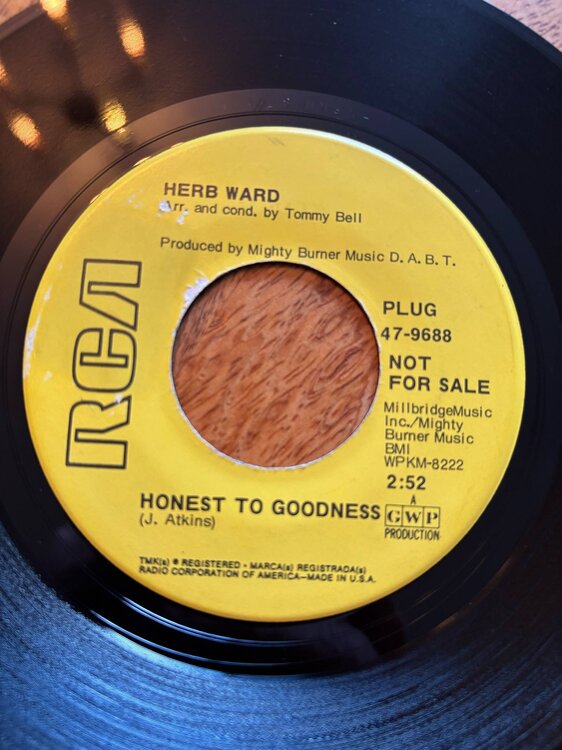 HERB WARD
Arr. and cond. by Tommy Bell
Produced by Mighty Burner Music D. A. B. T.
RCA
PLUG
47-9688
NOT
FOR SALE
MillbridgeMusic
Inc./Mighty
Burner Music
BMI
WPKM-8222
2:52
HONEST TO GOODNESS
(J. Atkins)
A
GWP
PRODUCTION
TMK(s) ® REGISTERED - MARCA(s) REGISTRADA(s)
RADIO CORPORATION OF AMERICA—MADE IN U.S.A.